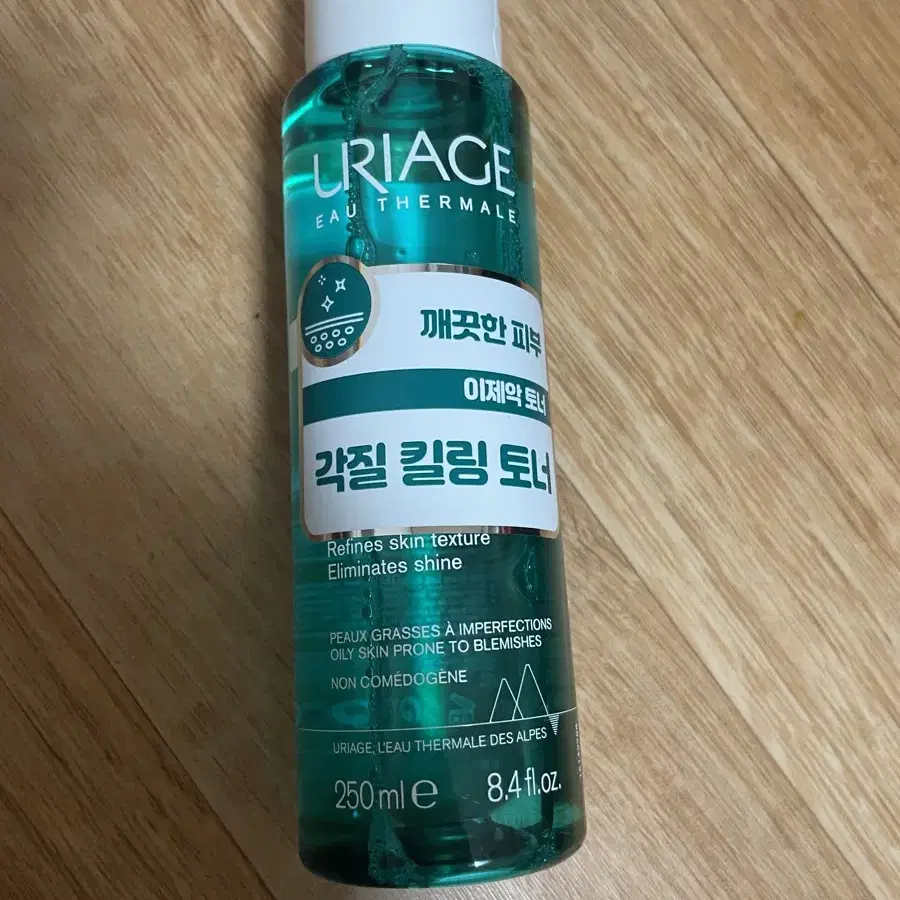 URIAGE
EAU THERMALE
깨끗한 피부
이제악 토너
각질 킬링 토너
Refines skin texture
Eliminates shine
PEAUX GRASSES À IMPERFECTIONS
OILY SKIN PRONE TO BLEMISHES
NON COMÉDOGÈNE
URIAGE, L'EAU THERMALE DES ALPES
250 ml e 8.4 fl.oz.